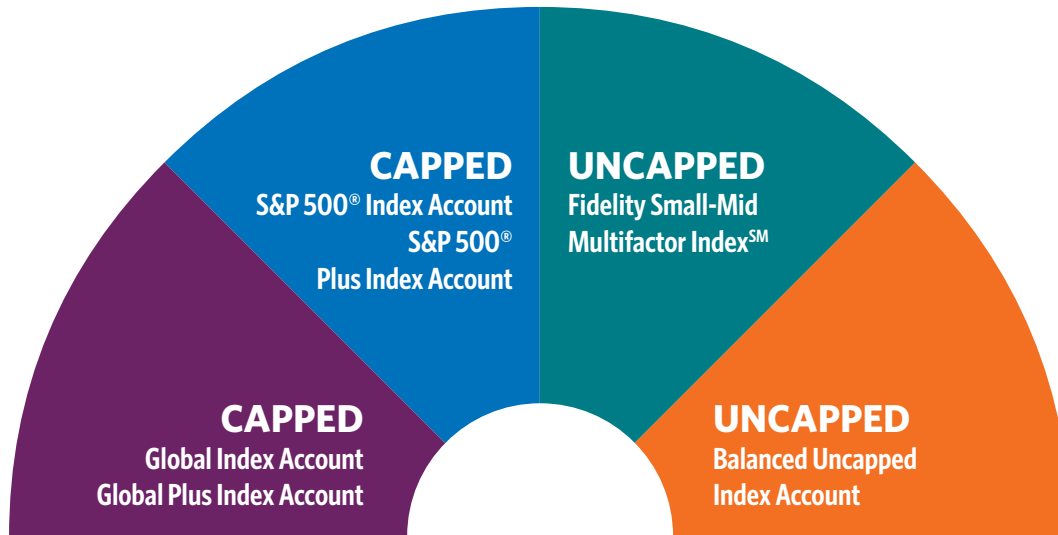 CAPPED
S&P 500® Index Account
S&P 500®
Plus Index Account
UNCAPPED
Fidelity Small-Mid
Multifactor Index℠
CAPPED
Global Index Account
Global Plus Index Account
UNCAPPED
Balanced Uncapped
Index Account